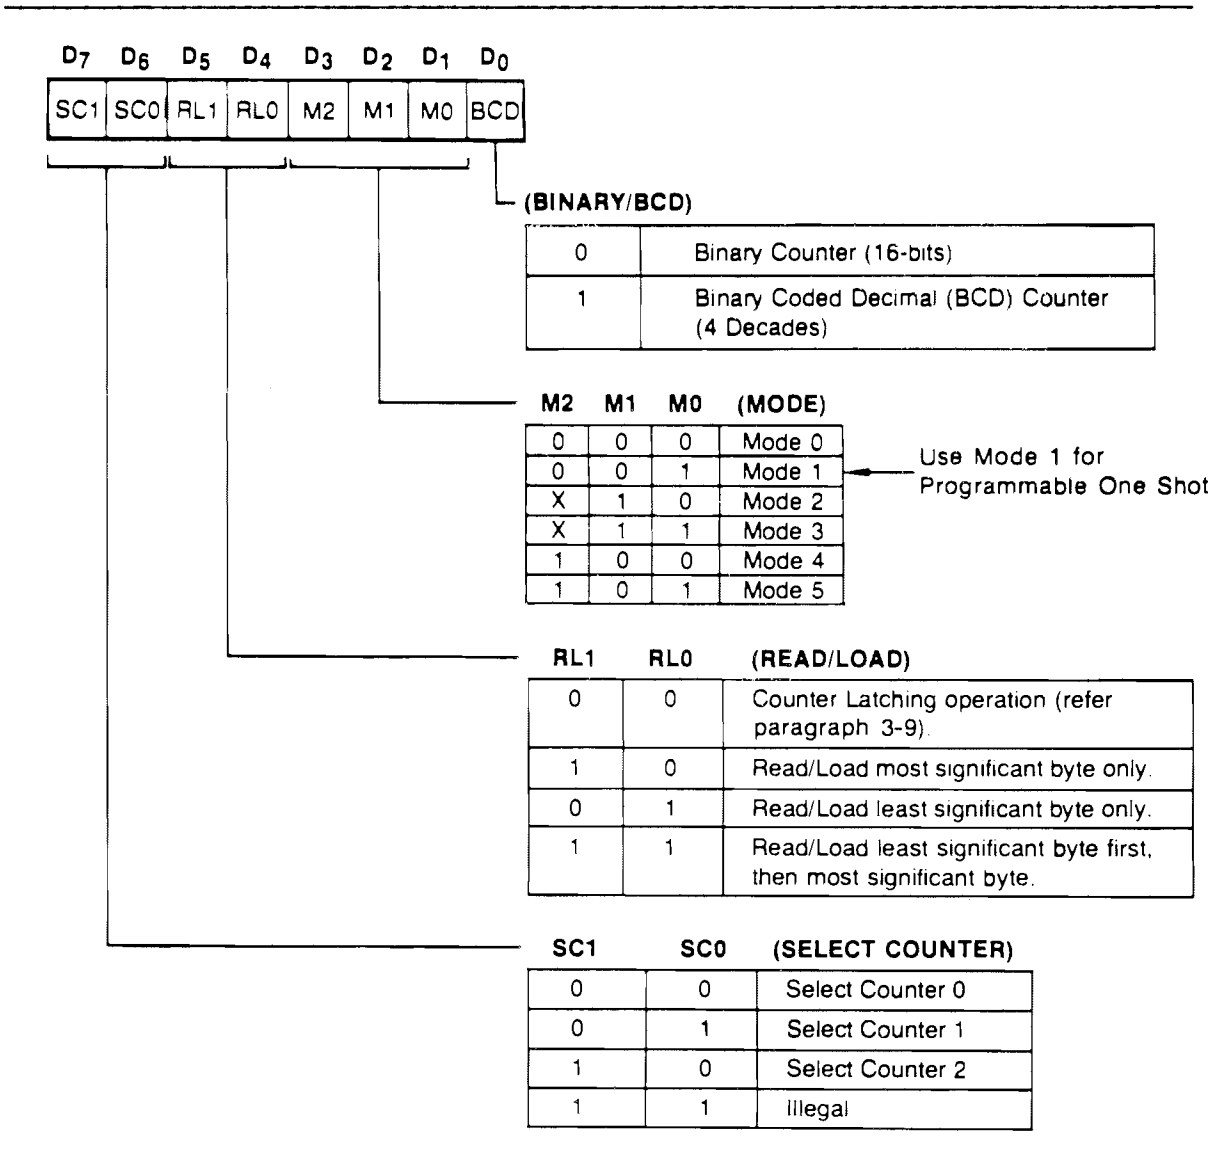 D7 D6 D5 D4 D3 D2 D1 D0
SC1 SC0 RL1 RL0 M2 M1 M0 BCD
(BINARY/BCD)
0 Binary Counter (16-bits)
1 Binary Coded Decimal (BCD) Counter
(4 Decades)
M2 M1 M0 (MODE)
0 0 0 Mode 0
0 0 1 Mode 1
X 1 0 Mode 2
X 1 1 Mode 3
1 0 0 Mode 4
1 0 1 Mode 5
Use Mode 1 for
Programmable One Shot
RL1 RL0 (READ/LOAD)
0 0 Counter Latching operation (refer
paragraph 3-9).
1 0 Read/Load most significant byte only.
0 1 Read/Load least significant byte only.
1 1 Read/Load least significant byte first,
then most significant byte.
SC1 SC0 (SELECT COUNTER)
0 0 Select Counter 0
0 1 Select Counter 1
1 0 Select Counter 2
1 1 Illegal